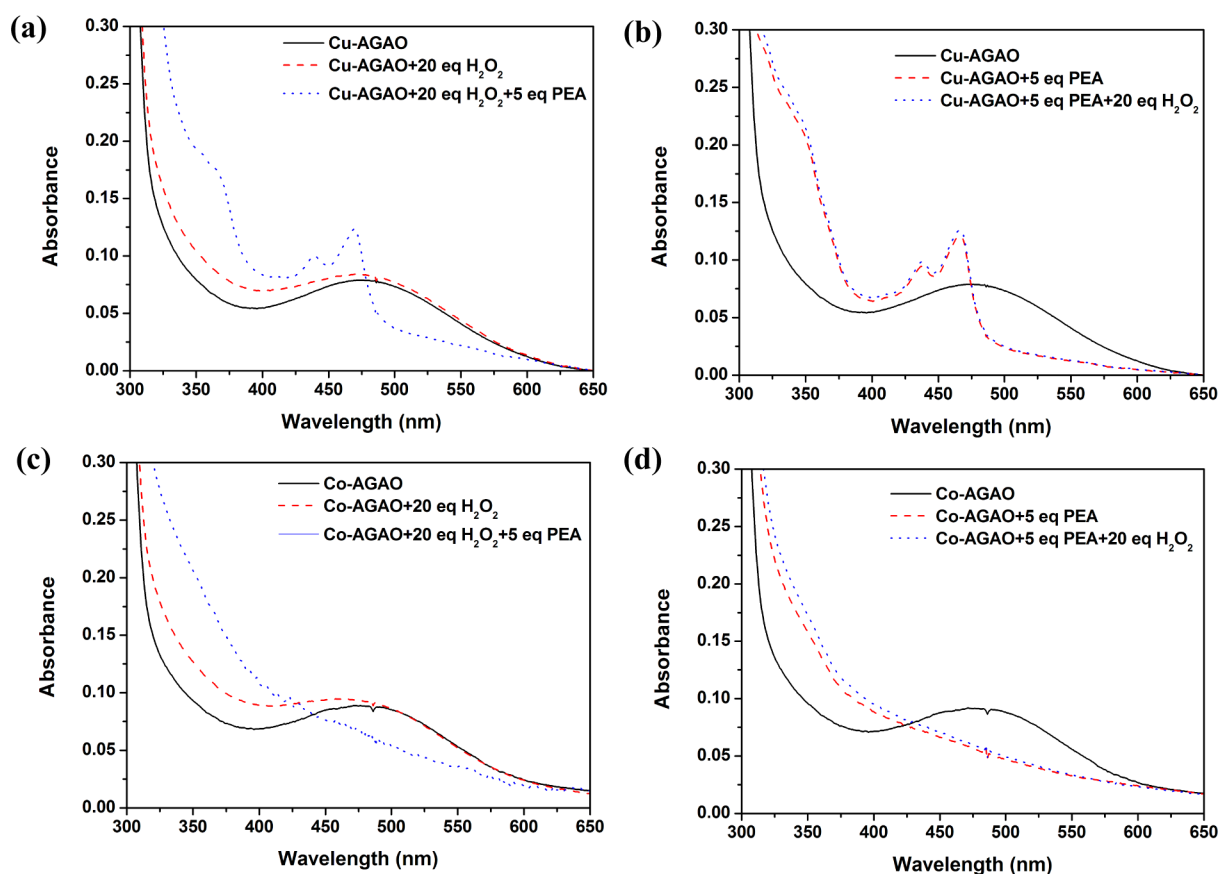 (a)
Cu-AGAO
Cu-AGAO+20 eq H₂O₂
Cu-AGAO+20 eq H₂O₂+5 eq PEA
Absorbance
0.30
0.25
0.20
0.15
0.10
0.05
0.00
300 350 400 450 500 550 600 650
Wavelength (nm)
(b)
Cu-AGAO
Cu-AGAO+5 eq PEA
Cu-AGAO+5 eq PEA+20 eq H₂O₂
Absorbance
0.30
0.25
0.20
0.15
0.10
0.05
0.00
300 350 400 450 500 550 600 650
Wavelength (nm)
(c)
Co-AGAO
Co-AGAO+20 eq H₂O₂
Co-AGAO+20 eq H₂O₂+5 eq PEA
Absorbance
0.30
0.25
0.20
0.15
0.10
0.05
0.00
300 350 400 450 500 550 600 650
Wavelength (nm)
(d)
Co-AGAO
Co-AGAO+5 eq PEA
Co-AGAO+5 eq PEA+20 eq H₂O₂
Absorbance
0.30
0.25
0.20
0.15
0.10
0.05
0.00
300 350 400 450 500 550 600 650
Wavelength (nm)